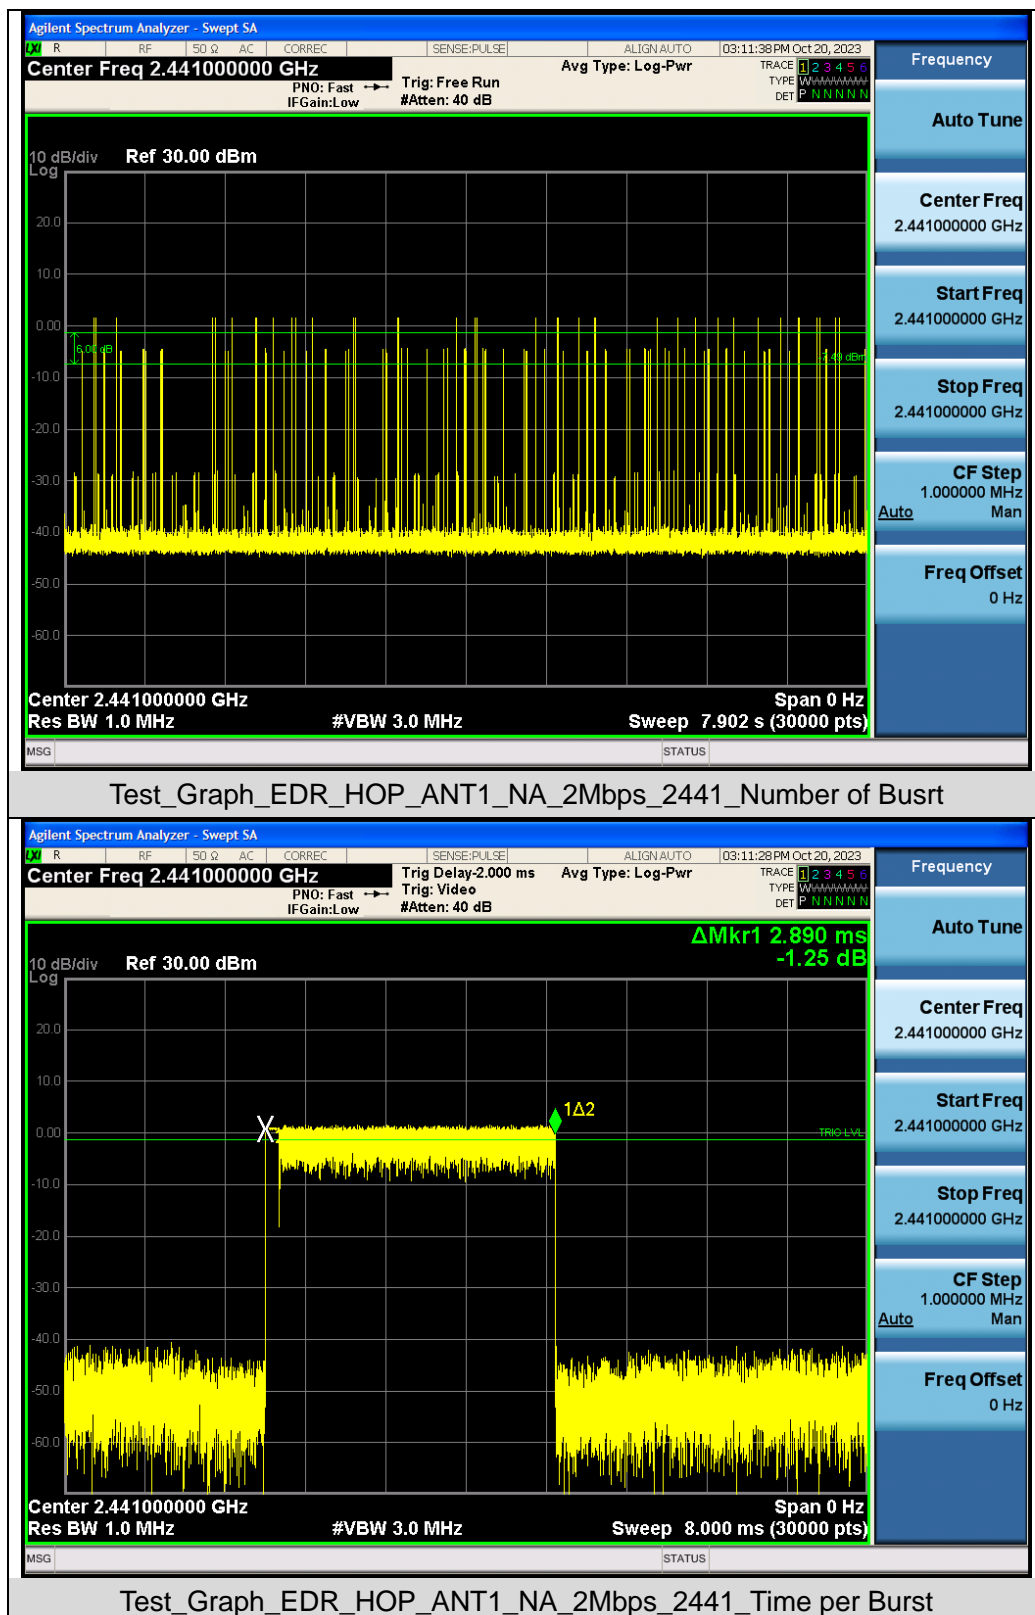 Agilent Spectrum Analyzer - Swept SA
LXI R RF 50 Ω AC CORREC SENSE:PULSE ALIGN AUTO 03:11:38 PM Oct 20, 2023
Center Freq 2.441000000 GHz
PNO: Fast
IFGain:Low
Trig: Free Run
#Atten: 40 dB
Avg Type: Log-Pwr
TRACE 1 2 3 4 5 6
TYPE W
DET P N N N N N
10 dB/div Ref 30.00 dBm
Log
20.0
10.0
0.00
6.00 dB
-7.49 dBm
-10.0
-20.0
-30.0
-40.0
-50.0
-60.0
Center 2.441000000 GHz Span 0 Hz
Res BW 1.0 MHz #VBW 3.0 MHz Sweep 7.902 s (30000 pts)
MSG STATUS
Frequency
Auto Tune
Center Freq
2.441000000 GHz
Start Freq
2.441000000 GHz
Stop Freq
2.441000000 GHz
CF Step
1.000000 MHz
Auto Man
Freq Offset
0 Hz
Test_Graph_EDR_HOP_ANT1_NA_2Mbps_2441_Number of Busrt
Agilent Spectrum Analyzer - Swept SA
LXI R RF 50 Ω AC CORREC SENSE:PULSE ALIGN AUTO 03:11:28 PM Oct 20, 2023
Center Freq 2.441000000 GHz
PNO: Fast
IFGain:Low
Trig Delay-2.000 ms
Trig: Video
#Atten: 40 dB
Avg Type: Log-Pwr
TRACE 1 2 3 4 5 6
TYPE W
DET P N N N N N
ΔMkr1 2.890 ms
-1.25 dB
10 dB/div Ref 30.00 dBm
Log
20.0
10.0
1Δ2
0.00
TRIG LVL
-10.0
-20.0
-30.0
-40.0
-50.0
-60.0
Center 2.441000000 GHz Span 0 Hz
Res BW 1.0 MHz #VBW 3.0 MHz Sweep 8.000 ms (30000 pts)
MSG STATUS
Frequency
Auto Tune
Center Freq
2.441000000 GHz
Start Freq
2.441000000 GHz
Stop Freq
2.441000000 GHz
CF Step
1.000000 MHz
Auto Man
Freq Offset
0 Hz
Test_Graph_EDR_HOP_ANT1_NA_2Mbps_2441_Time per Burst